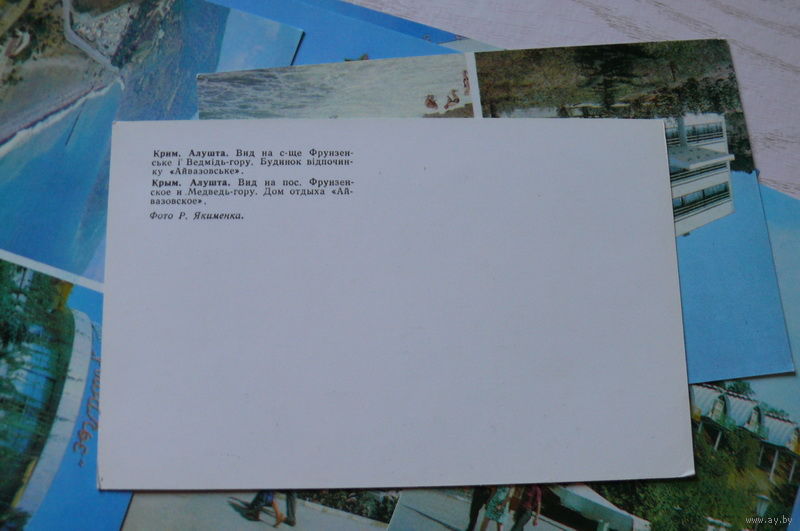 Крим. Алушта. Вид на с-ще Фрунзен-
ське і Ведмідь-гору. Будинок відпочин-
ку «Айвазовське».
Крым. Алушта. Вид на пос. Фрунзен-
ское и Медведь-гору. Дом отдыха «Ай-
вазовское».
Фото Р. Якименка.
www.ay.by